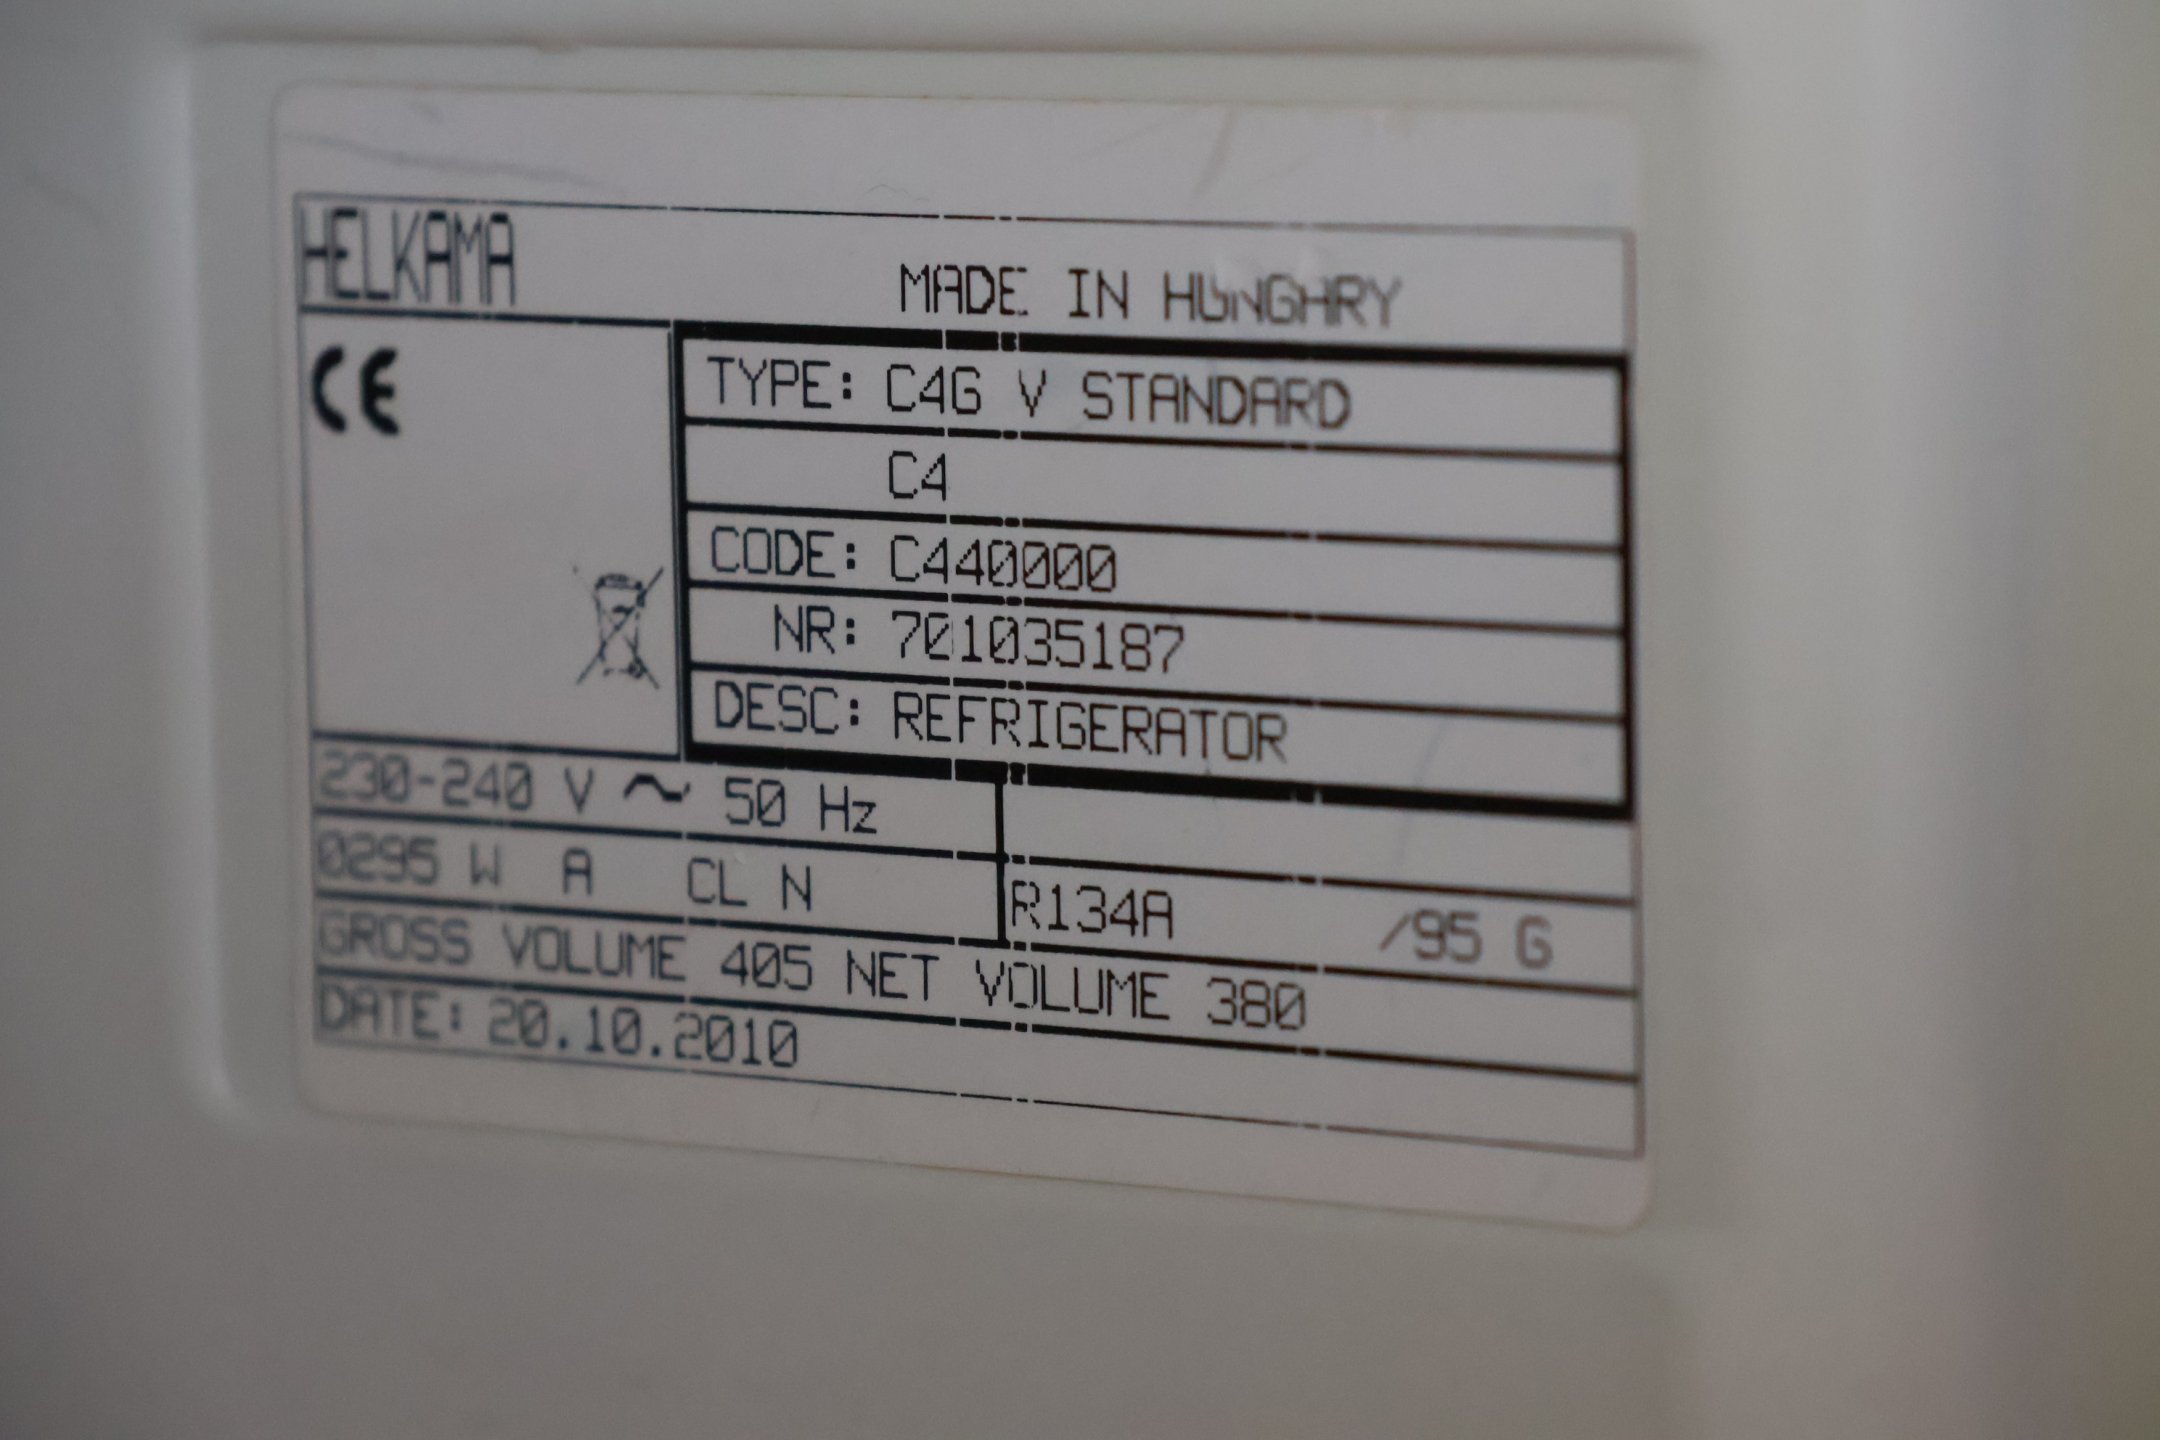 HELKAMA
MADE IN HUNGHRY
CE
TYPE: C4G V STANDARD
C4
CODE: C440000
NR: 701035187
DESC: REFRIGERATOR
230-240 V ~ 50 Hz
0295 W A CL N
R134A /95 G
GROSS VOLUME 405 NET VOLUME 380
DATE: 20.10.2010